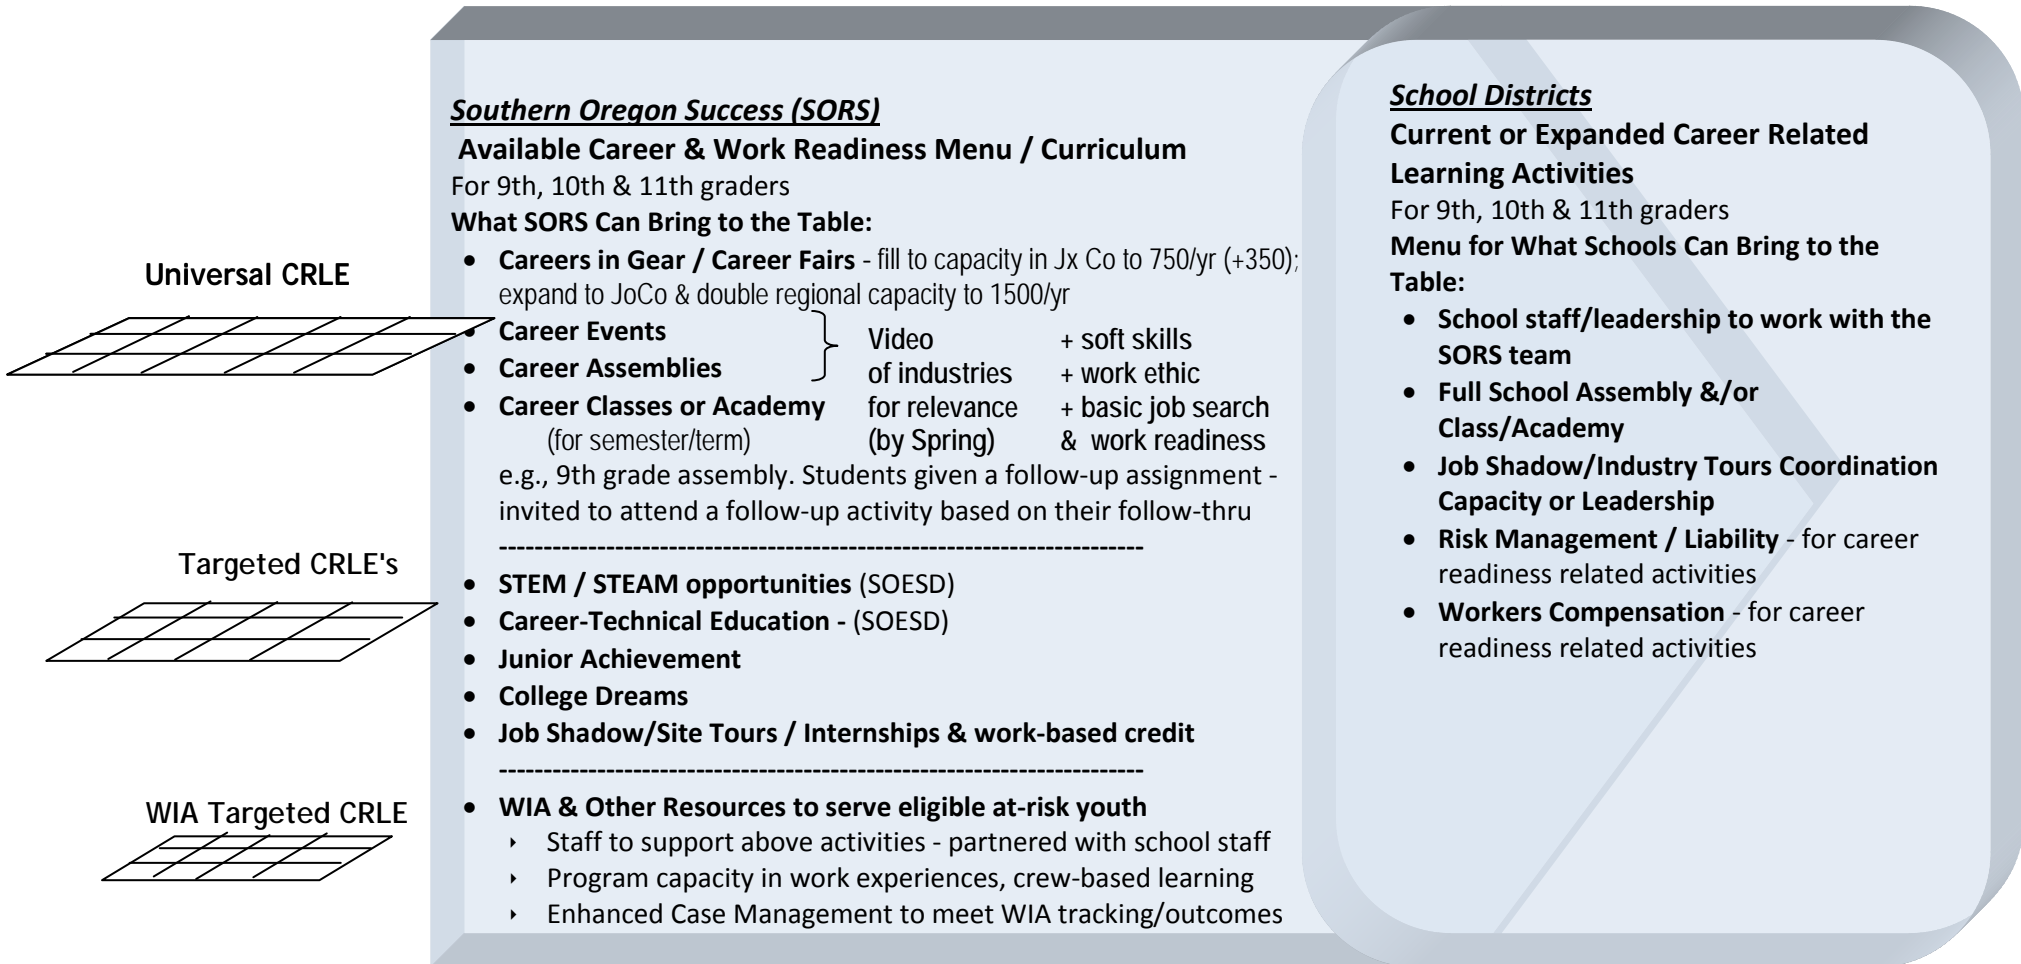 Universal CRLE
Targeted CRLE's
WIA Targeted CRLE
Southern Oregon Success (SORS)
Available Career & Work Readiness Menu / Curriculum
For 9th, 10th & 11th graders
What SORS Can Bring to the Table:
• Careers in Gear / Career Fairs - fill to capacity in Jx Co to 750/yr (+350);
expand to JoCo & double regional capacity to 1500/yr
• Career Events
• Career Assemblies
• Career Classes or Academy
(for semester/term)
Video
of industries
for relevance
(by Spring)
+ soft skills
+ work ethic
+ basic job search
& work readiness
e.g., 9th grade assembly. Students given a follow-up assignment -
invited to attend a follow-up activity based on their follow-thru
------------------------------------------------------------------------
• STEM / STEAM opportunities (SOESD)
• Career-Technical Education - (SOESD)
• Junior Achievement
• College Dreams
• Job Shadow/Site Tours / Internships & work-based credit
------------------------------------------------------------------------
• WIA & Other Resources to serve eligible at-risk youth
‣ Staff to support above activities - partnered with school staff
‣ Program capacity in work experiences, crew-based learning
‣ Enhanced Case Management to meet WIA tracking/outcomes
School Districts
Current or Expanded Career Related
Learning Activities
For 9th, 10th & 11th graders
Menu for What Schools Can Bring to the
Table:
• School staff/leadership to work with the
SORS team
• Full School Assembly &/or
Class/Academy
• Job Shadow/Industry Tours Coordination
Capacity or Leadership
• Risk Management / Liability - for career
readiness related activities
• Workers Compensation - for career
readiness related activities